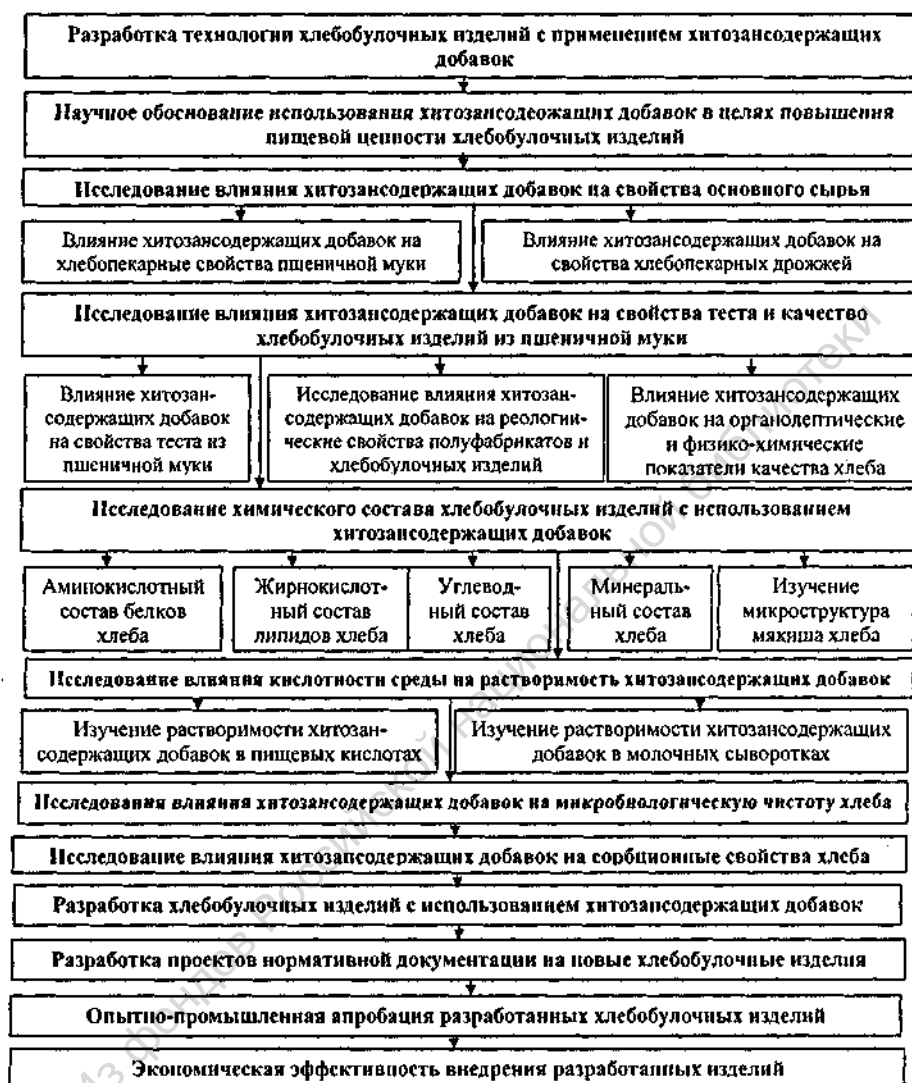 Разработка технологии хлебобулочных изделий с применением хитозансодержащих
добавок
Научное обоснование использования хитозансодеожащих добавок в целях повышения
пищевой ценности хлебобулочных изделий
Исследование влияния хитозансодержащих добавок на свойства основного сырья
Влияние хитозансодержащих добавок на
хлебопекарные свойства пшеничной муки
Влияние хитозансодержащих добавок на
свойства хлебопекарных дрожжей
Исследование влияния хитозансодержащих добавок на свойства теста и качество
хлебобулочных изделий из пшеничной муки
Влияние хитозан-
содержащих добавок
на свойства теста из
пшеничной муки
Исследование влияния хитозан-
содержащих добавок на реологи-
ческие свойства полуфабрикатов и
хлебобулочных изделий
Влияние хитозансодержащих
добавок на органолептические
и физико-химические
показатели качества хлеба
Исследование химического состава хлебобулочных изделий с использованием
хитозансодержащих добавок
Аминокислотный
состав белков
хлеба
Жирнокислот-
ный состав
липидов хлеба
Углевод-
ный состав
хлеба
Минераль-
ный состав
хлеба
Изучение
микроструктура
мякиша хлеба
Исследование влияния кислотности среды на растворимость хитозансодержащих добавок
Изучение растворимости хитозан-
содержащих добавок в пищевых кислотах
Изучение растворимости хитозансодержащих
добавок в молочных сыворотках
Исследования влияния хитозансодержащих добавок на микробиологическую чистоту хлеба
Исследование влияния хитозансодержащих добавок на сорбционные свойства хлеба
Разработка хлебобулочных изделий с использованием хитозансодержащих добавок
Разработка проектов нормативной документации на новые хлебобулочные изделия
Опытно-промышленная апробация разработанных хлебобулочных изделий
Экономическая эффективность внедрения разработанных изделий
Из фондов Российской национальной библиотеки